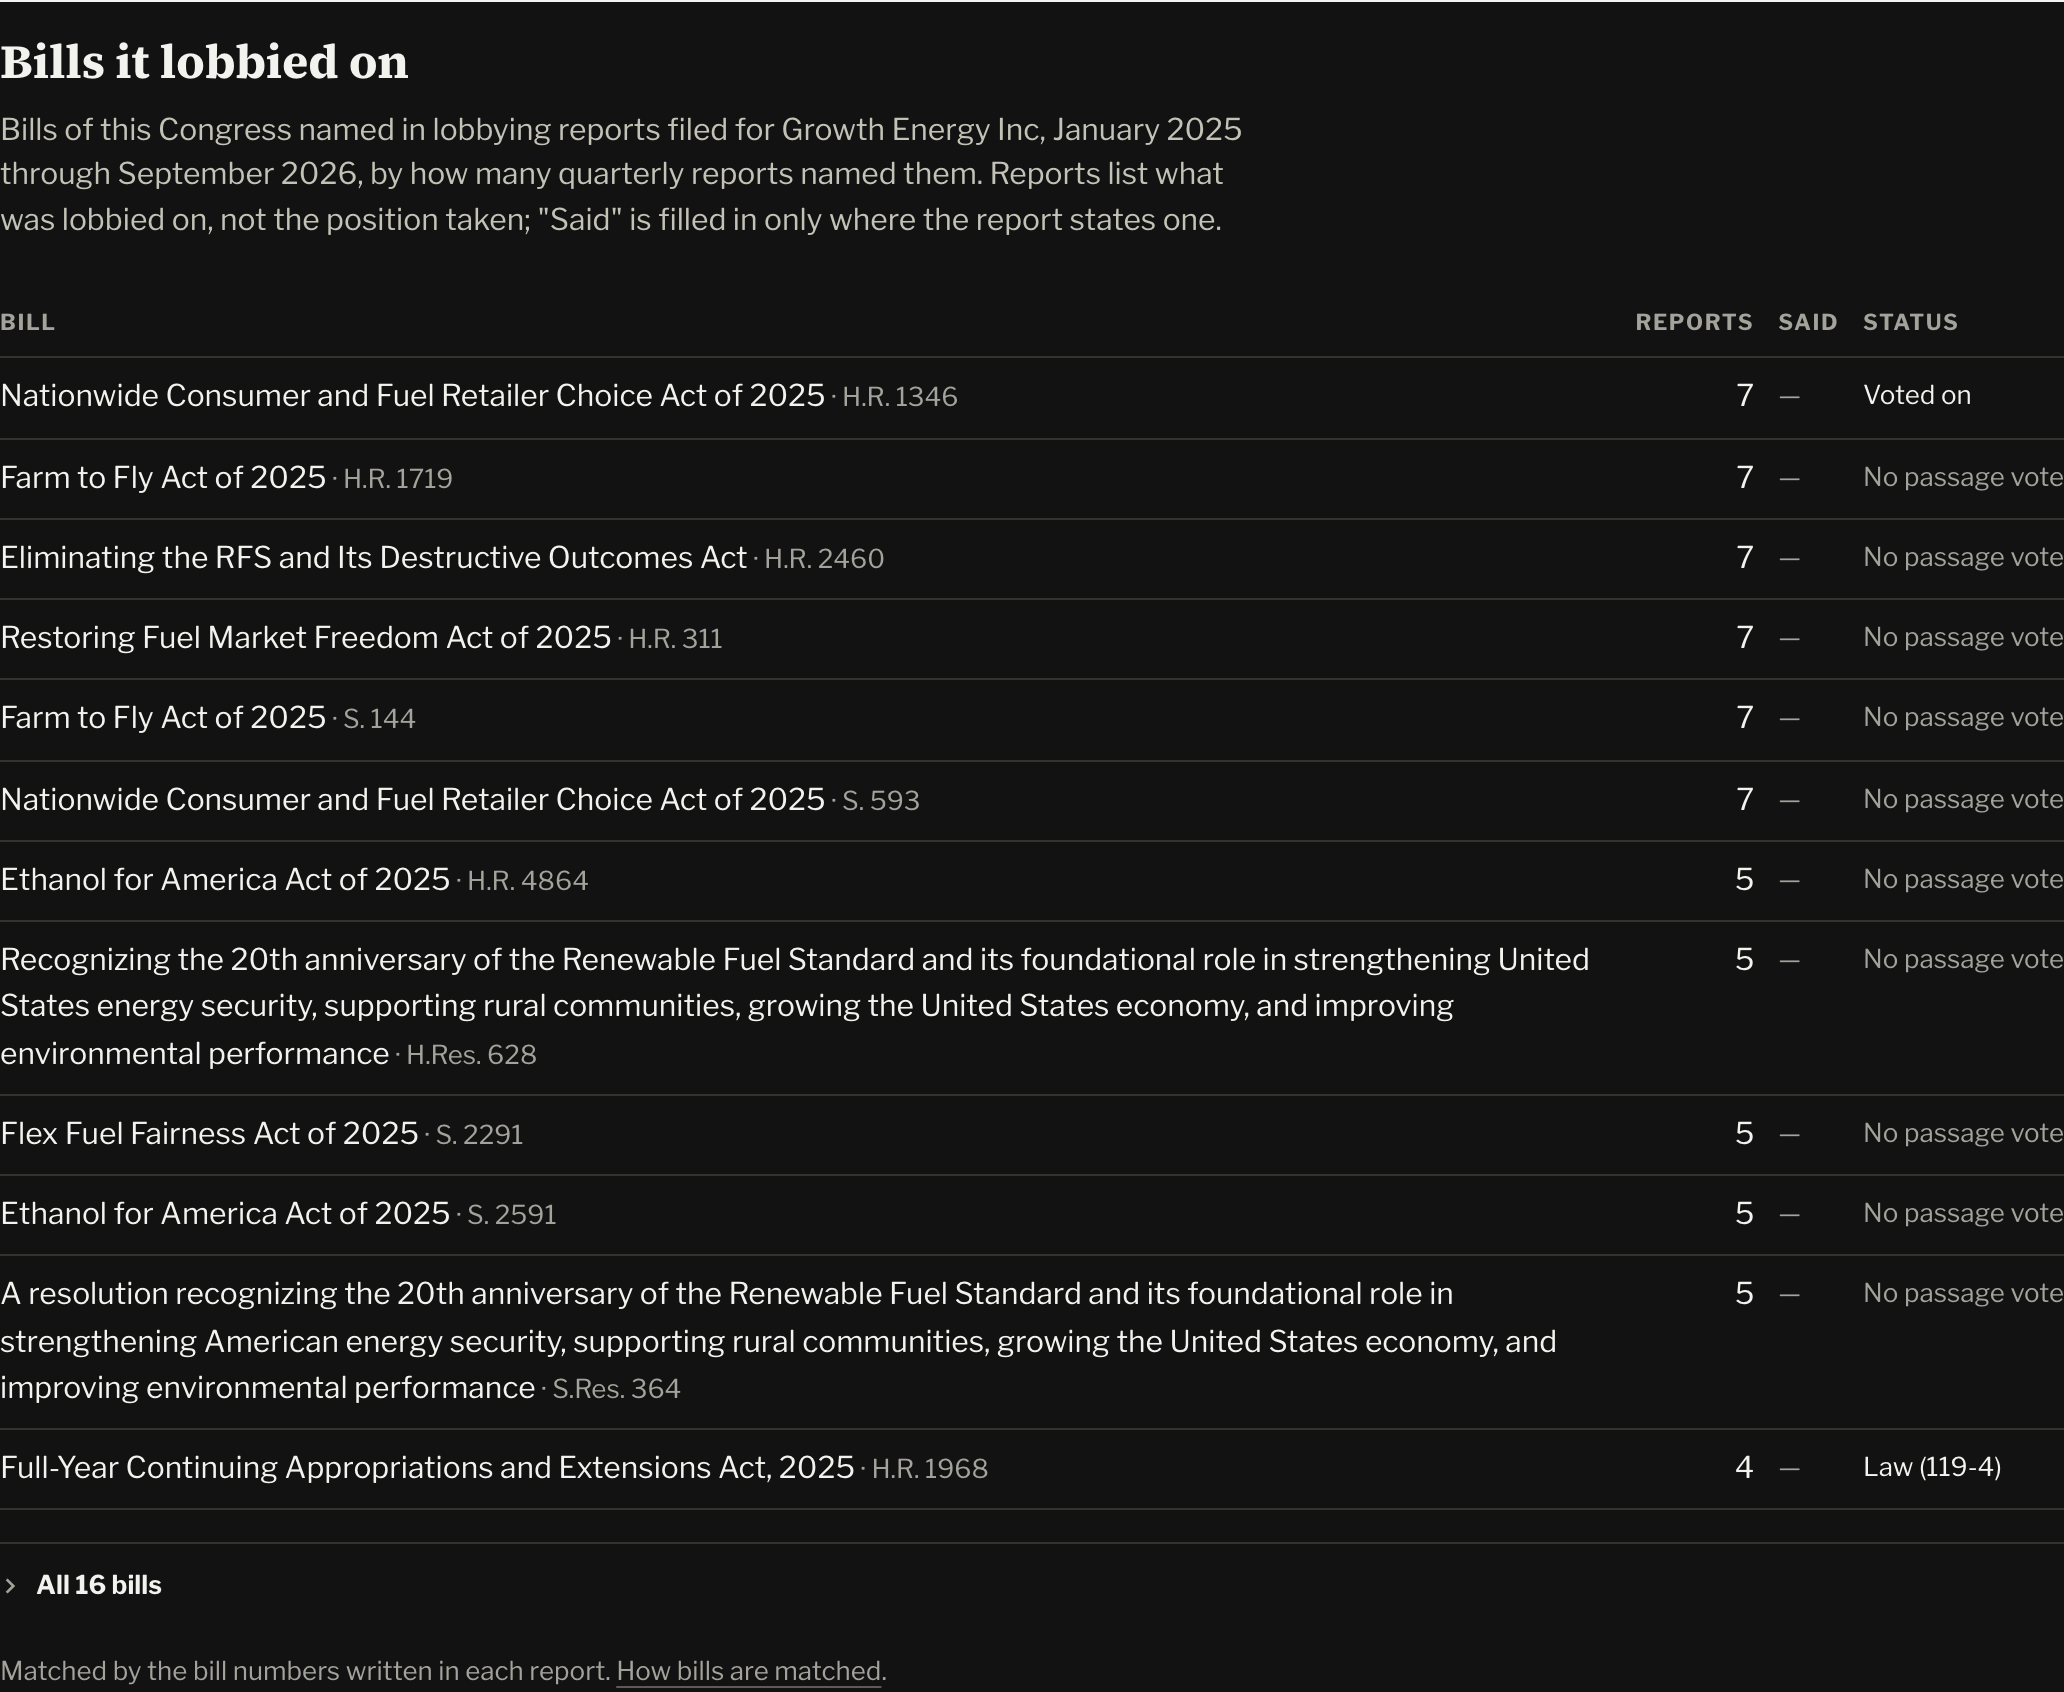 Bills it lobbied on
Bills of this Congress named in lobbying reports filed for Growth Energy Inc, January 2025
through September 2026, by how many quarterly reports named them. Reports list what
was lobbied on, not the position taken; "Said" is filled in only where the report states one.
BILL REPORTS SAID STATUS
Nationwide Consumer and Fuel Retailer Choice Act of 2025 · H.R. 1346 7 — Voted on
Farm to Fly Act of 2025 · H.R. 1719 7 — No passage vote
Eliminating the RFS and Its Destructive Outcomes Act · H.R. 2460 7 — No passage vote
Restoring Fuel Market Freedom Act of 2025 · H.R. 311 7 — No passage vote
Farm to Fly Act of 2025 · S. 144 7 — No passage vote
Nationwide Consumer and Fuel Retailer Choice Act of 2025 · S. 593 7 — No passage vote
Ethanol for America Act of 2025 · H.R. 4864 5 — No passage vote
Recognizing the 20th anniversary of the Renewable Fuel Standard and its foundational role in strengthening United 5 — No passage vote
States energy security, supporting rural communities, growing the United States economy, and improving
environmental performance · H.Res. 628
Flex Fuel Fairness Act of 2025 · S. 2291 5 — No passage vote
Ethanol for America Act of 2025 · S. 2591 5 — No passage vote
A resolution recognizing the 20th anniversary of the Renewable Fuel Standard and its foundational role in 5 — No passage vote
strengthening American energy security, supporting rural communities, growing the United States economy, and
improving environmental performance · S.Res. 364
Full-Year Continuing Appropriations and Extensions Act, 2025 · H.R. 1968 4 — Law (119-4)
› All 16 bills
Matched by the bill numbers written in each report. How bills are matched.